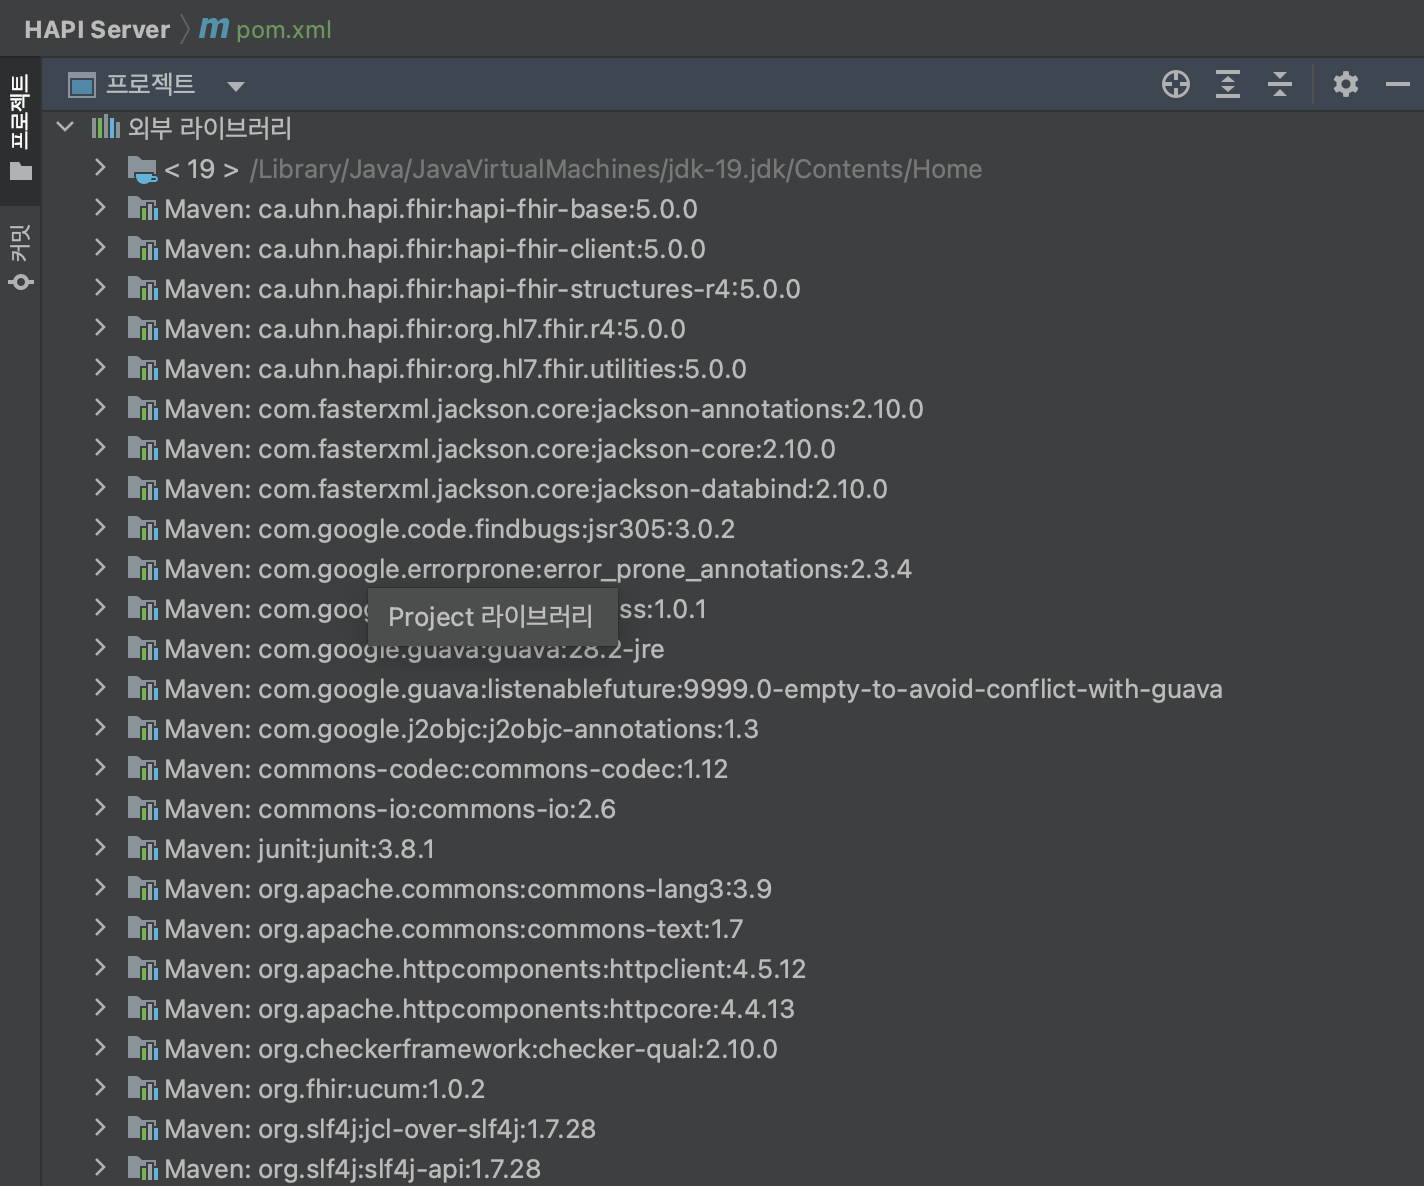 HAPI Server
m pom.xml
프로젝트
프로젝트
커밋
외부 라이브러리
< 19 > /Library/Java/JavaVirtualMachines/jdk-19.jdk/Contents/Home
Maven: ca.uhn.hapi.fhir:hapi-fhir-base:5.0.0
Maven: ca.uhn.hapi.fhir:hapi-fhir-client:5.0.0
Maven: ca.uhn.hapi.fhir:hapi-fhir-structures-r4:5.0.0
Maven: ca.uhn.hapi.fhir:org.hl7.fhir.r4:5.0.0
Maven: ca.uhn.hapi.fhir:org.hl7.fhir.utilities:5.0.0
Maven: com.fasterxml.jackson.core:jackson-annotations:2.10.0
Maven: com.fasterxml.jackson.core:jackson-core:2.10.0
Maven: com.fasterxml.jackson.core:jackson-databind:2.10.0
Maven: com.google.code.findbugs:jsr305:3.0.2
Maven: com.google.errorprone:error_prone_annotations:2.3.4
Maven: com.goog ss:1.0.1
Project 라이브러리
Maven: com.google.guava:guava:28.2-jre
Maven: com.google.guava:listenablefuture:9999.0-empty-to-avoid-conflict-with-guava
Maven: com.google.j2objc:j2objc-annotations:1.3
Maven: commons-codec:commons-codec:1.12
Maven: commons-io:commons-io:2.6
Maven: junit:junit:3.8.1
Maven: org.apache.commons:commons-lang3:3.9
Maven: org.apache.commons:commons-text:1.7
Maven: org.apache.httpcomponents:httpclient:4.5.12
Maven: org.apache.httpcomponents:httpcore:4.4.13
Maven: org.checkerframework:checker-qual:2.10.0
Maven: org.fhir:ucum:1.0.2
Maven: org.slf4j:jcl-over-slf4j:1.7.28
Maven: org.slf4j:slf4j-api:1.7.28